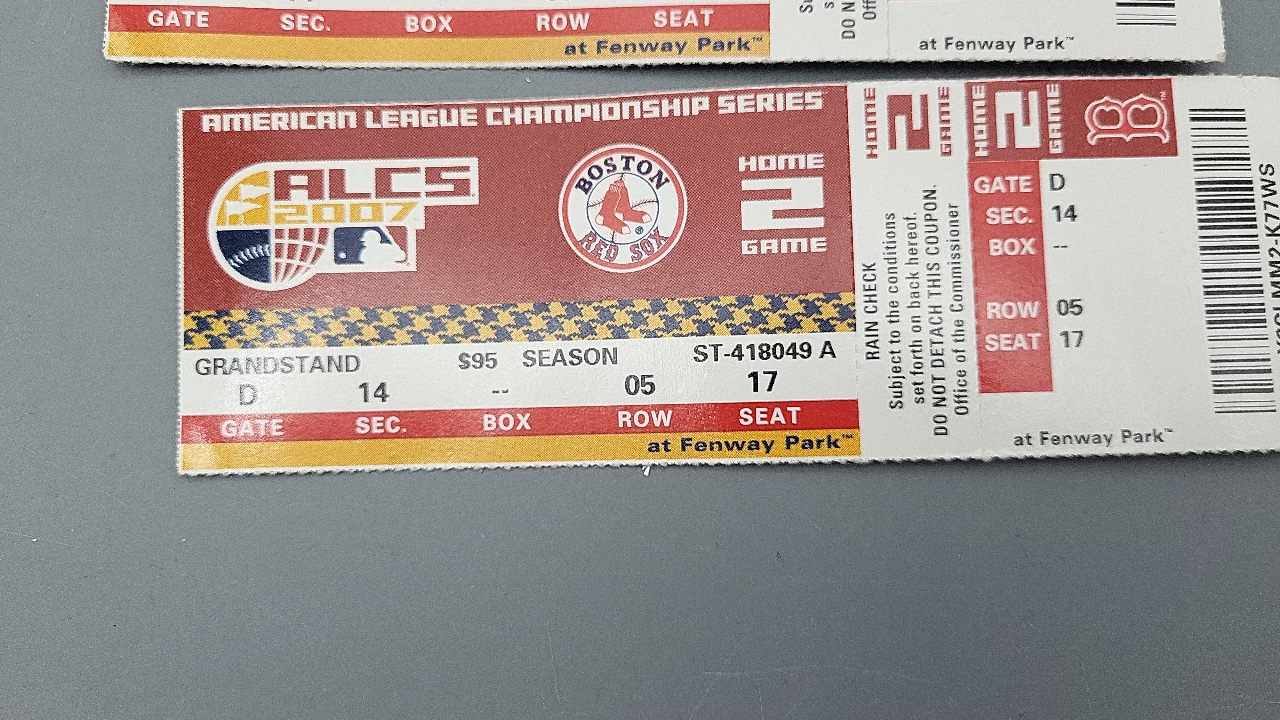 GATE SEC. BOX ROW SEAT
at Fenway Park™
DO N
at Fenway Park™
AMERICAN LEAGUE CHAMPIONSHIP SERIES
ALCS
2007
BOSTON
RED SOX
HOME
2
GAME
GRANDSTAND $95 SEASON ST-418049 A
D 14 -- 05 17
GATE SEC. BOX ROW SEAT
at Fenway Park™
HOME
2
GAME
RAIN CHECK
Subject to the conditions
set forth on back hereof.
DO NOT DETACH THIS COUPON.
Office of the Commissioner
HOME
2
GAME
B
GATE D
SEC. 14
BOX --
ROW 05
SEAT 17
at Fenway Park™